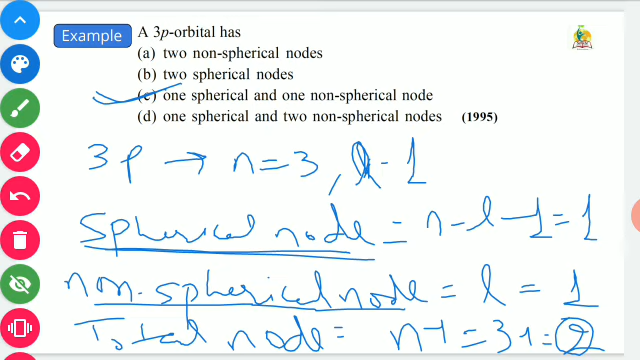 Example A 3p-orbital has
(a) two non-spherical nodes
(b) two spherical nodes
(c) one spherical and one non-spherical node
(d) one spherical and two non-spherical nodes (1995)
3p → n=3, l-1
Spherical node = n-l-1=1
non-spherical node = l = 1
Total node = n-1=3-1=2